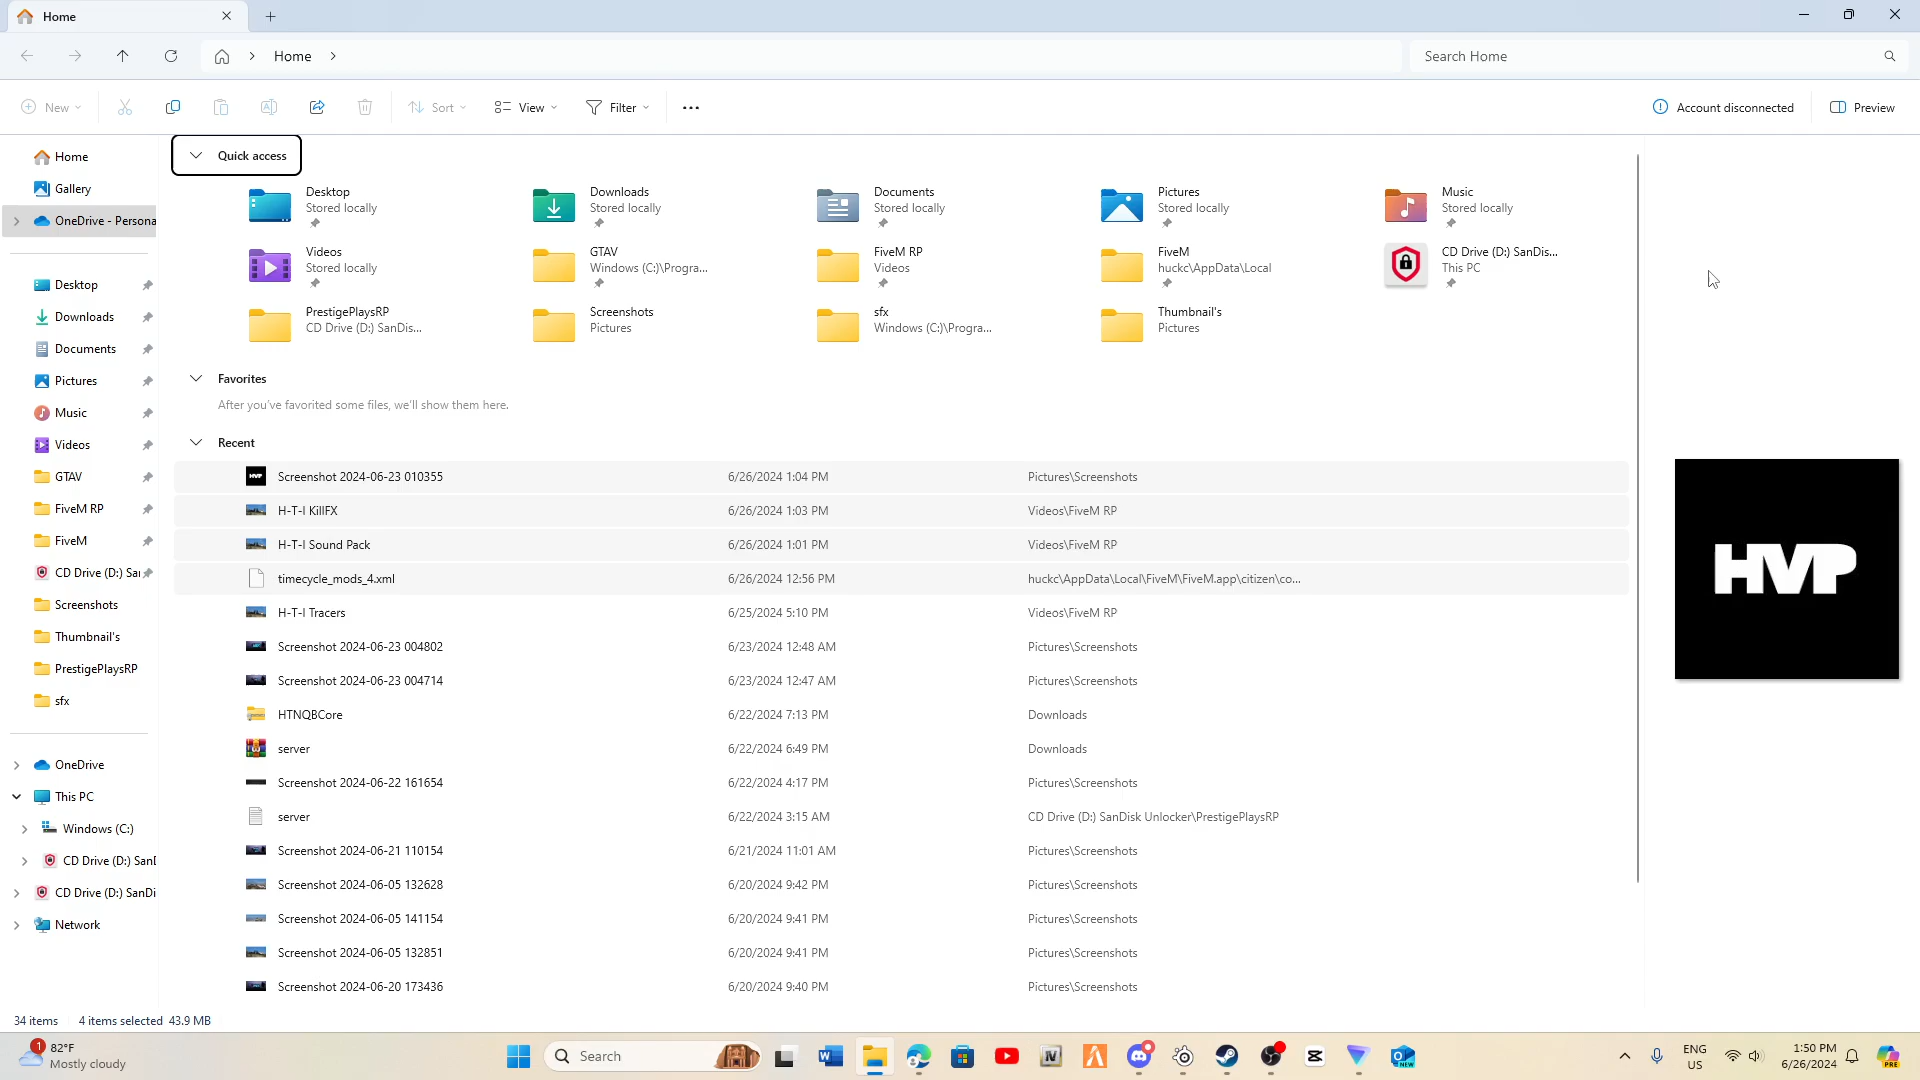 Home
Home
Search Home
New
Sort
View
Filter
Account disconnected
Preview
Home
Gallery
OneDrive - Persona
Desktop
Downloads
Documents
Pictures
Music
Videos
GTAV
FiveM RP
FiveM
CD Drive (D:) Sa
Screenshots
Thumbnail's
PrestigePlaysRP
sfx
OneDrive
This PC
Windows (C:)
CD Drive (D:) San
CD Drive (D:) SanDi
Network
Quick access
Desktop
Stored locally
Downloads
Stored locally
Documents
Stored locally
Pictures
Stored locally
Music
Stored locally
Videos
Stored locally
GTAV
Windows (C:)\Progra...
FiveM RP
Videos
FiveM
huckc\AppData\Local
CD Drive (D:) SanDis...
This PC
PrestigePlaysRP
CD Drive (D:) SanDis...
Screenshots
Pictures
sfx
Windows (C:)\Progra...
Thumbnail's
Pictures
Favorites
After you've favorited some files, we'll show them here.
Recent
Screenshot 2024-06-23 010355 6/26/2024 1:04 PM Pictures\Screenshots
H-T-I KillFX 6/26/2024 1:03 PM Videos\FiveM RP
H-T-I Sound Pack 6/26/2024 1:01 PM Videos\FiveM RP
timecycle_mods_4.xml 6/26/2024 12:56 PM huckc\AppData\Local\FiveM\FiveM.app\citizen\co...
H-T-I Tracers 6/25/2024 5:10 PM Videos\FiveM RP
Screenshot 2024-06-23 004802 6/23/2024 12:48 AM Pictures\Screenshots
Screenshot 2024-06-23 004714 6/23/2024 12:47 AM Pictures\Screenshots
HTNQBCore 6/22/2024 7:13 PM Downloads
server 6/22/2024 6:49 PM Downloads
Screenshot 2024-06-22 161654 6/22/2024 4:17 PM Pictures\Screenshots
server 6/22/2024 3:15 AM CD Drive (D:) SanDisk Unlocker\PrestigePlaysRP
Screenshot 2024-06-21 110154 6/21/2024 11:01 AM Pictures\Screenshots
Screenshot 2024-06-05 132628 6/20/2024 9:42 PM Pictures\Screenshots
Screenshot 2024-06-05 141154 6/20/2024 9:41 PM Pictures\Screenshots
Screenshot 2024-06-05 132851 6/20/2024 9:41 PM Pictures\Screenshots
Screenshot 2024-06-20 173436 6/20/2024 9:40 PM Pictures\Screenshots
HVP
34 items 4 items selected 43.9 MB
1
82°F
Mostly cloudy
Search
ENG
US
1:50 PM
6/26/2024